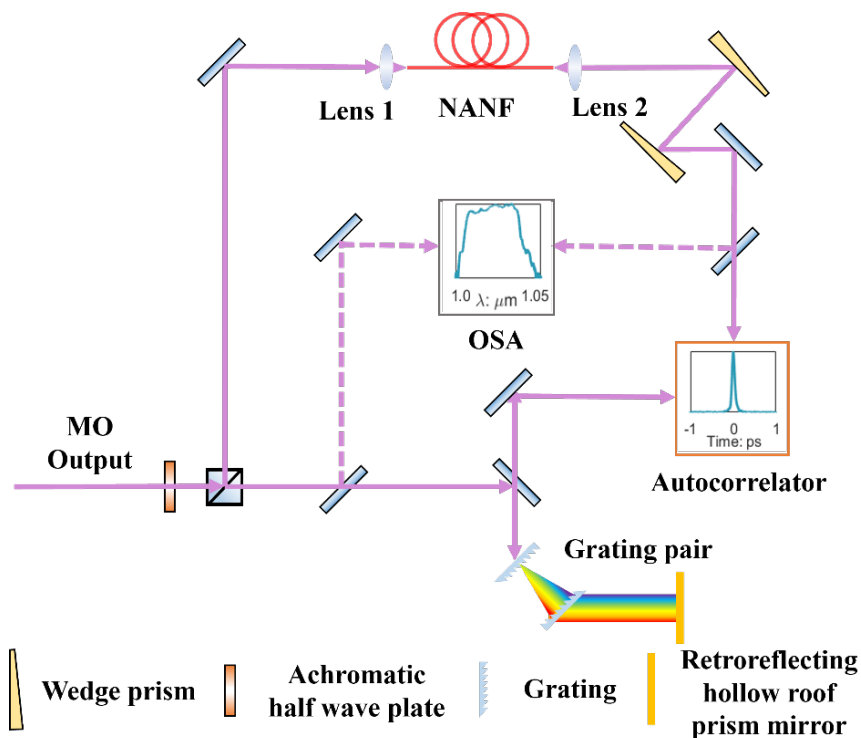 Lens 1
NANF
Lens 2
1.0 λ: μm 1.05
OSA
MO
Output
-1 0 1
Time: ps
Autocorrelator
Grating pair
Wedge prism
Achromatic
half wave plate
Grating
Retroreflecting
hollow roof
prism mirror